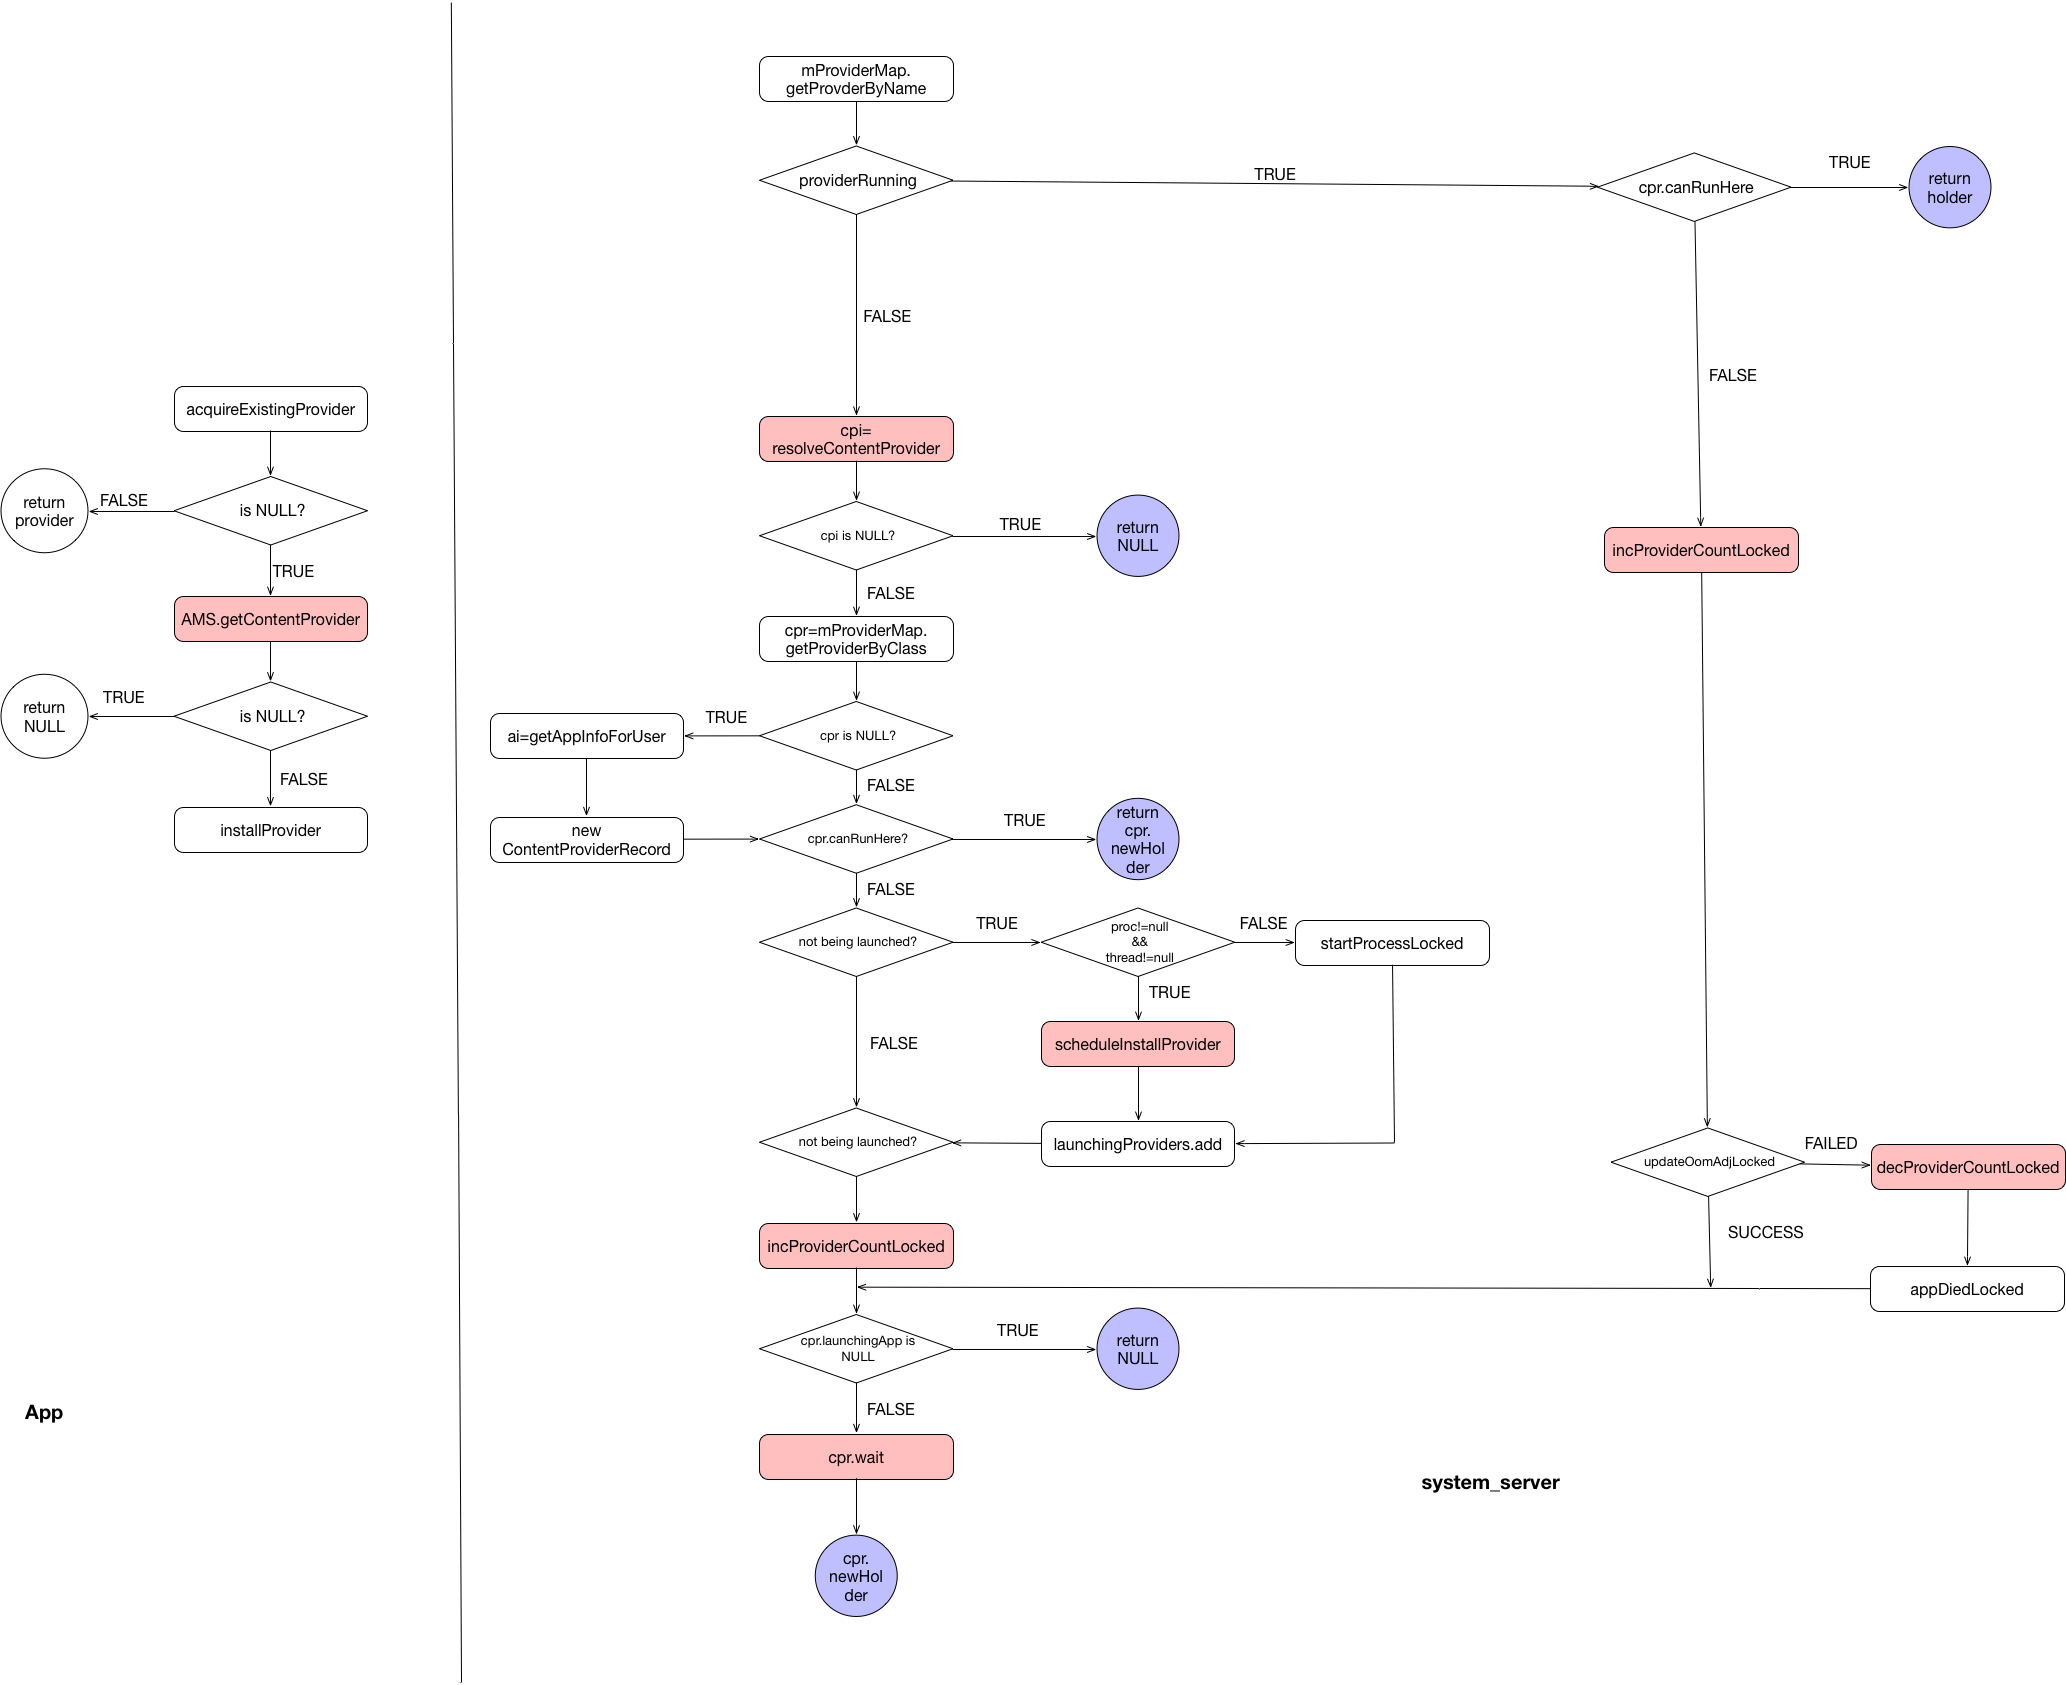 mProviderMap.
getProvderByName
providerRunning
TRUE
cpr.canRunHere
TRUE
return
holder
FALSE
FALSE
acquireExistingProvider
is NULL?
FALSE
return
provider
TRUE
AMS.getContentProvider
is NULL?
TRUE
return
NULL
FALSE
installProvider
App
cpi=
resolveContentProvider
cpi is NULL?
TRUE
return
NULL
FALSE
cpr=mProviderMap.
getProviderByClass
cpr is NULL?
TRUE
ai=getAppInfoForUser
new
ContentProviderRecord
FALSE
cpr.canRunHere?
TRUE
return
cpr.
newHol
der
FALSE
not being launched?
TRUE
proc!=null
&&
thread!=null
FALSE
startProcessLocked
TRUE
scheduleInstallProvider
launchingProviders.add
FALSE
not being launched?
incProviderCountLocked
incProviderCountLocked
updateOomAdjLocked
FAILED
decProviderCountLocked
SUCCESS
appDiedLocked
cpr.launchingApp is
NULL
TRUE
return
NULL
FALSE
cpr.wait
cpr.
newHol
der
system_server